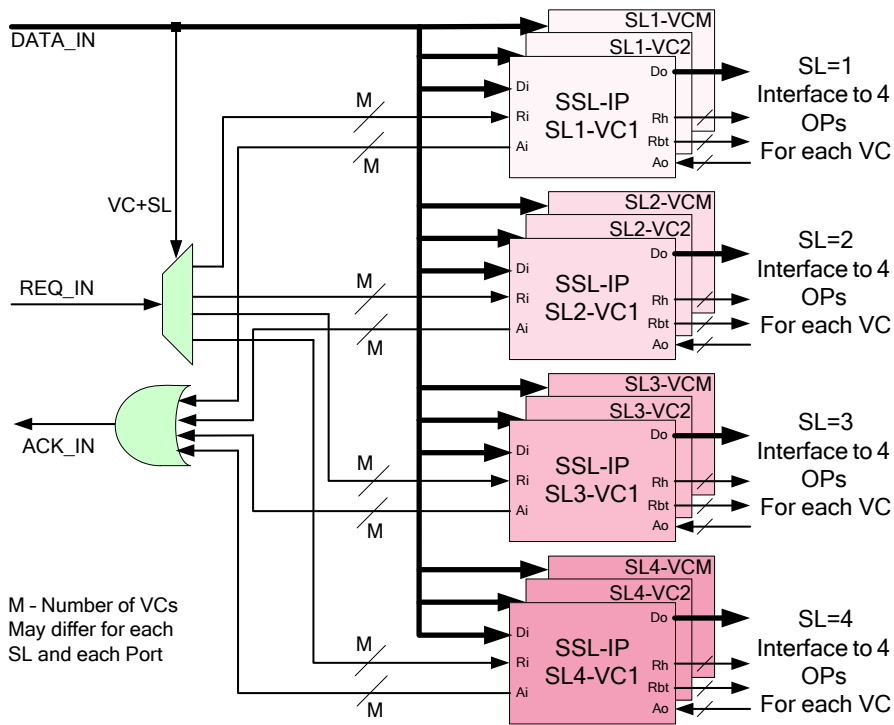 DATA_IN
VC+SL
REQ_IN
ACK_IN
M - Number of VCs
May differ for each
SL and each Port
M
M
M
M
M
M
M
M
SL1-VCM
SL1-VC2
SSL-IP
SL1-VC1
Di
Ri
Ai
Do
Rh
Rbt
Ao
SL=1
Interface to 4
OPs
For each VC
SL2-VCM
SL2-VC2
SSL-IP
SL2-VC1
Di
Ri
Ai
Do
Rh
Rbt
Ao
SL=2
Interface to 4
OPs
For each VC
SL3-VCM
SL3-VC2
SSL-IP
SL3-VC1
Di
Ri
Ai
Do
Rh
Rbt
Ao
SL=3
Interface to 4
OPs
For each VC
SL4-VCM
SL4-VC2
SSL-IP
SL4-VC1
Di
Ri
Ai
Do
Rh
Rbt
Ao
SL=4
Interface to 4
OPs
For each VC